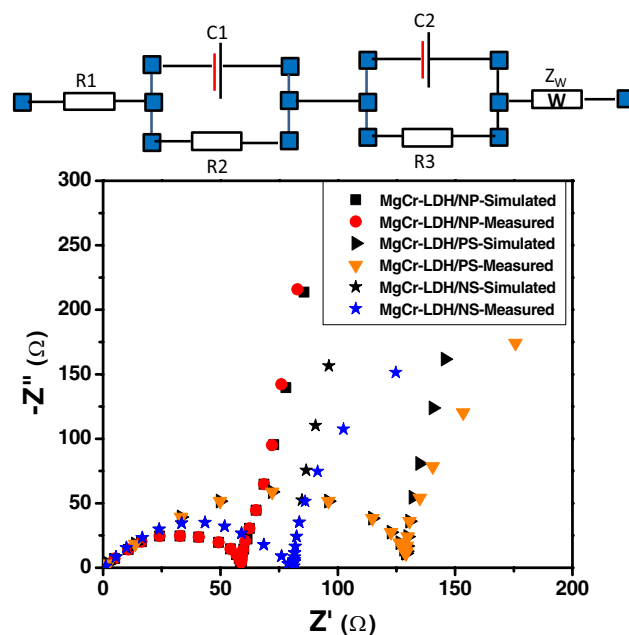 C1
C2
R1
Z_W
W
R2
R3
300
250
200
150
100
50
0
-Z'' (Ω)
MgCr-LDH/NP-Simulated
MgCr-LDH/NP-Measured
MgCr-LDH/PS-Simulated
MgCr-LDH/PS-Measured
MgCr-LDH/NS-Simulated
MgCr-LDH/NS-Measured
0 50 100 150 200
Z' (Ω)